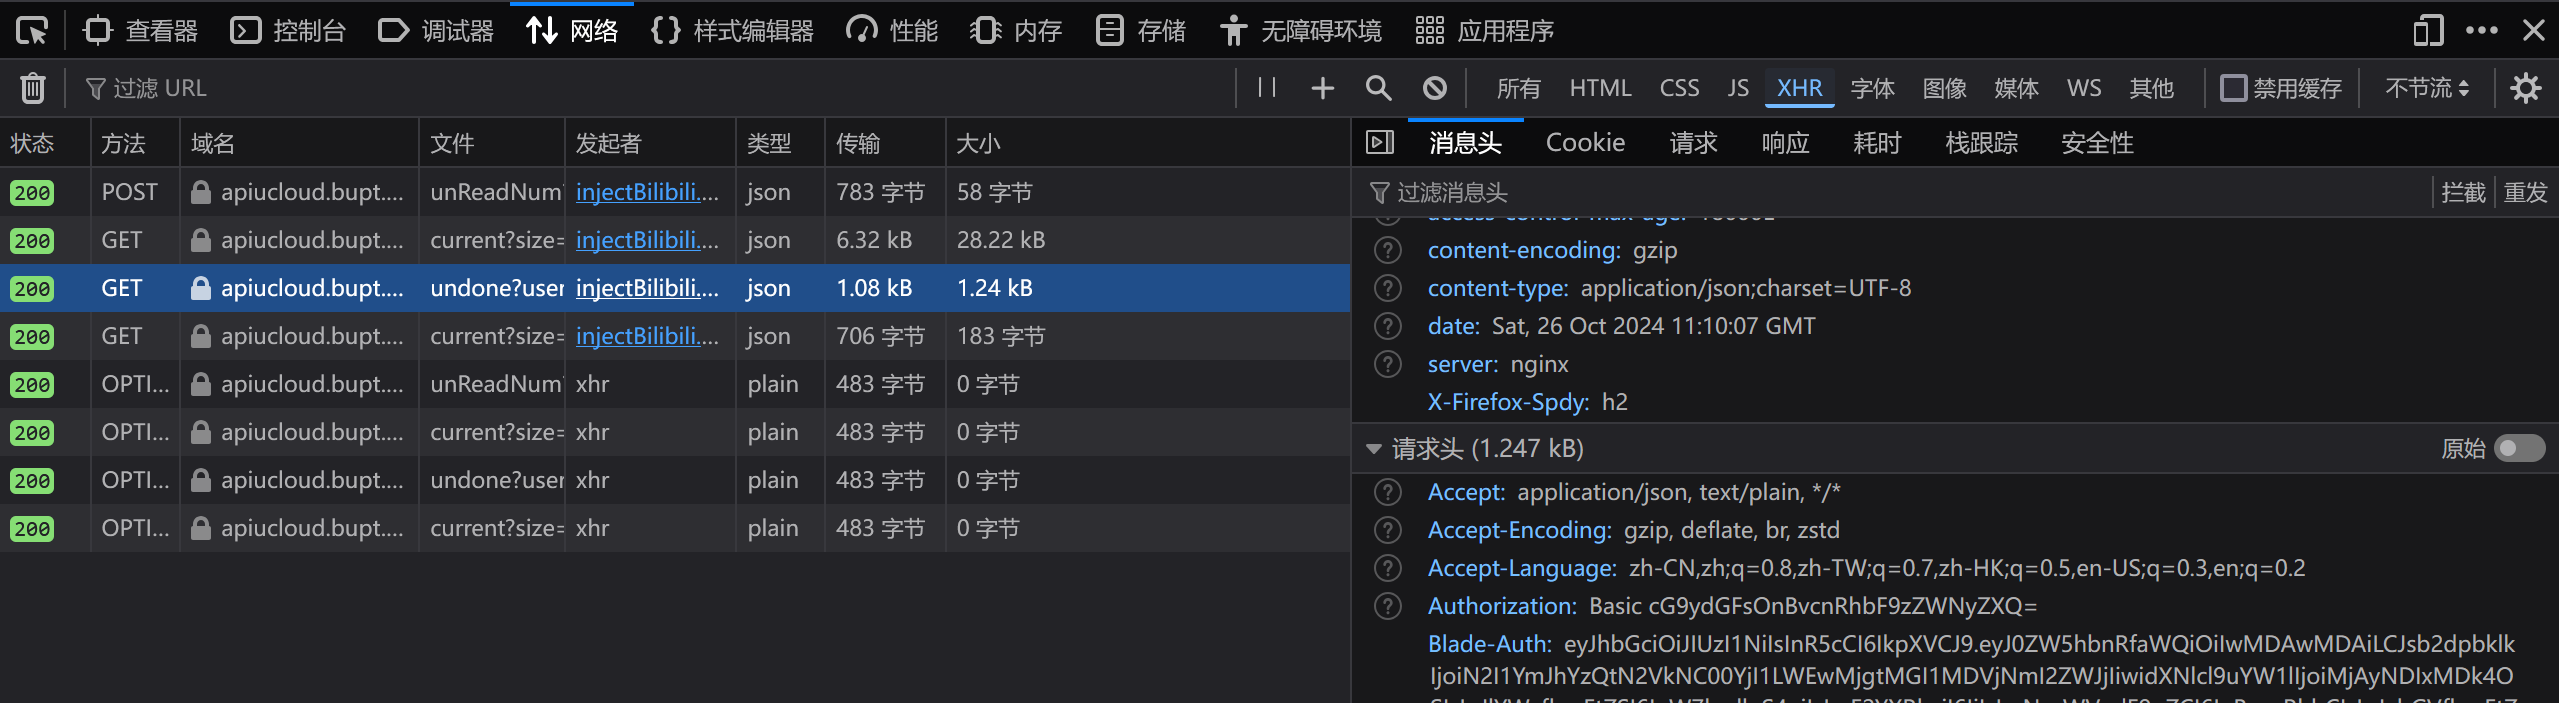 查看器 控制台 调试器 网络 样式编辑器 性能 内存 存储 无障碍环境 应用程序
过滤 URL 所有 HTML CSS JS XHR 字体 图像 媒体 WS 其他 禁用缓存 不节流
状态 方法 域名 文件 发起者 类型 传输 大小
200 POST apiucloud.bupt.... unReadNum injectBilibili.... json 783 字节 58 字节
200 GET apiucloud.bupt.... current?size= injectBilibili.... json 6.32 kB 28.22 kB
200 GET apiucloud.bupt.... undone?user injectBilibili.... json 1.08 kB 1.24 kB
200 GET apiucloud.bupt.... current?size= injectBilibili.... json 706 字节 183 字节
200 OPTI... apiucloud.bupt.... unReadNum xhr plain 483 字节 0 字节
200 OPTI... apiucloud.bupt.... current?size= xhr plain 483 字节 0 字节
200 OPTI... apiucloud.bupt.... undone?user xhr plain 483 字节 0 字节
200 OPTI... apiucloud.bupt.... current?size= xhr plain 483 字节 0 字节
消息头 Cookie 请求 响应 耗时 栈跟踪 安全性
过滤消息头 拦截 重发
content-encoding: gzip
content-type: application/json;charset=UTF-8
date: Sat, 26 Oct 2024 11:10:07 GMT
server: nginx
X-Firefox-Spdy: h2
请求头 (1.247 kB) 原始
Accept: application/json, text/plain, */*
Accept-Encoding: gzip, deflate, br, zstd
Accept-Language: zh-CN,zh;q=0.8,zh-TW;q=0.7,zh-HK;q=0.5,en-US;q=0.3,en;q=0.2
Authorization: Basic cG9ydGFsOnBvcnRhbF9zZWNyZXQ=
Blade-Auth: eyJhbGciOiJIUzI1NiIsInR5cCI6IkpXVCJ9.eyJ0ZW5hbnRfaWQiOiIwMDAwMDAiLCJsb2dpbklk
IjoiN2I1YmJhYzQtN2VkNC00YjI1LWEwMjgtMGI1MDVjNmI2ZWJjIiwidXNlcl9uYW1lIjoiMjAyNDIxMDk4O